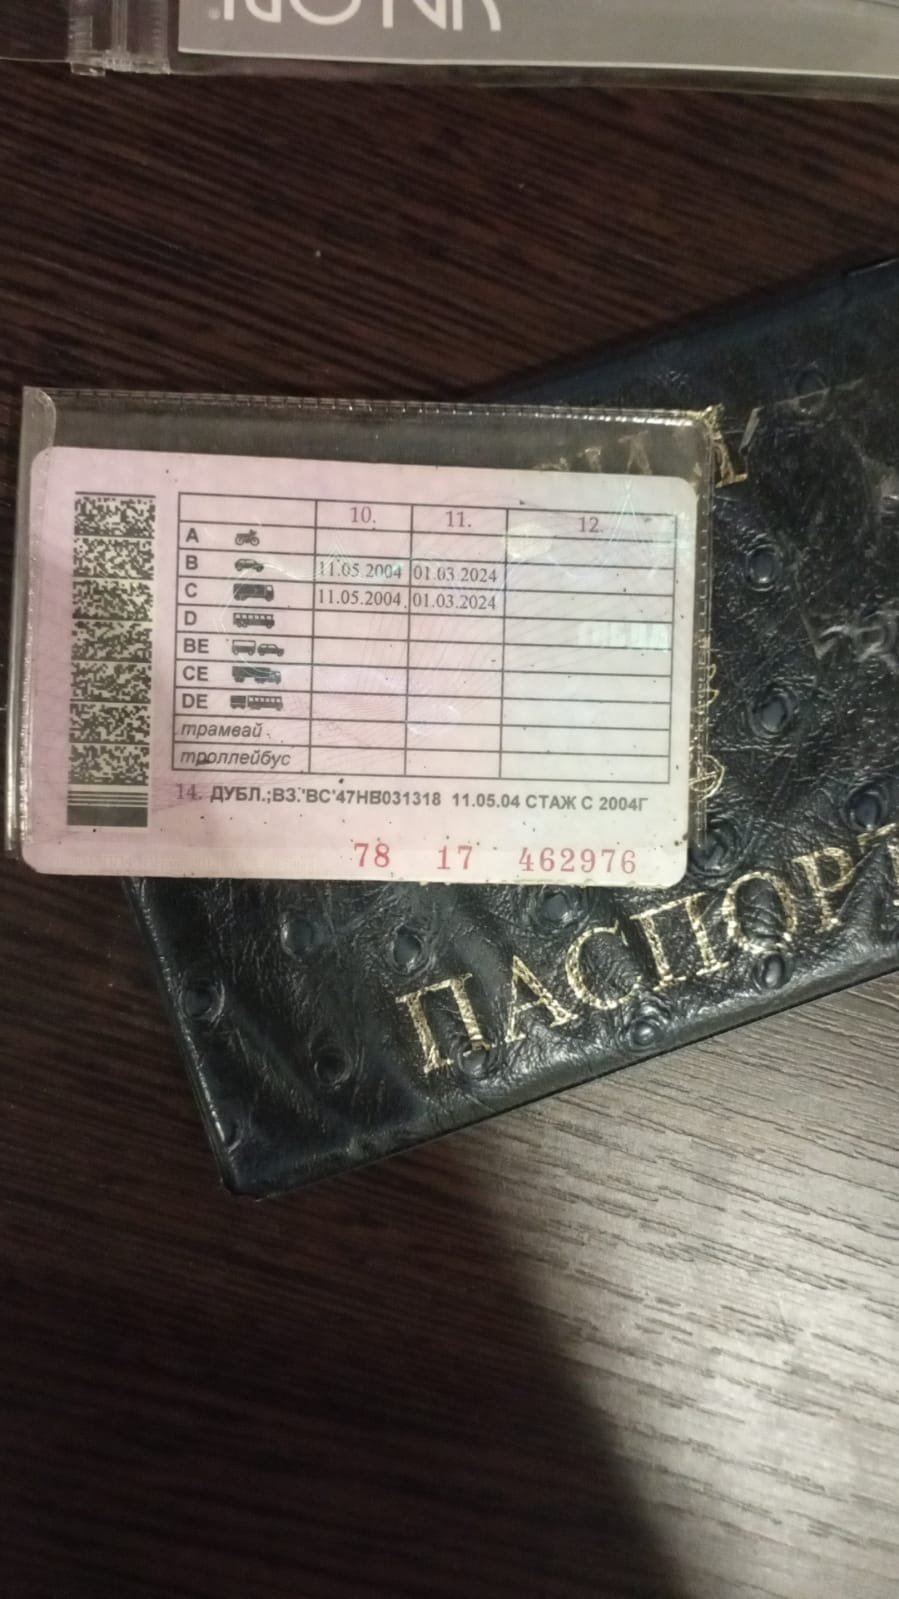 10. 11. 12.
A
B 11.05.2004 01.03.2024
C 11.05.2004 01.03.2024
D
BE
CE
DE
трамвай
троллейбус
14. ДУБЛ.;ВЗ.'ВС'47НВ031318 11.05.04 СТАЖ С 2004Г
78 17 462976
ПАСПОРТ